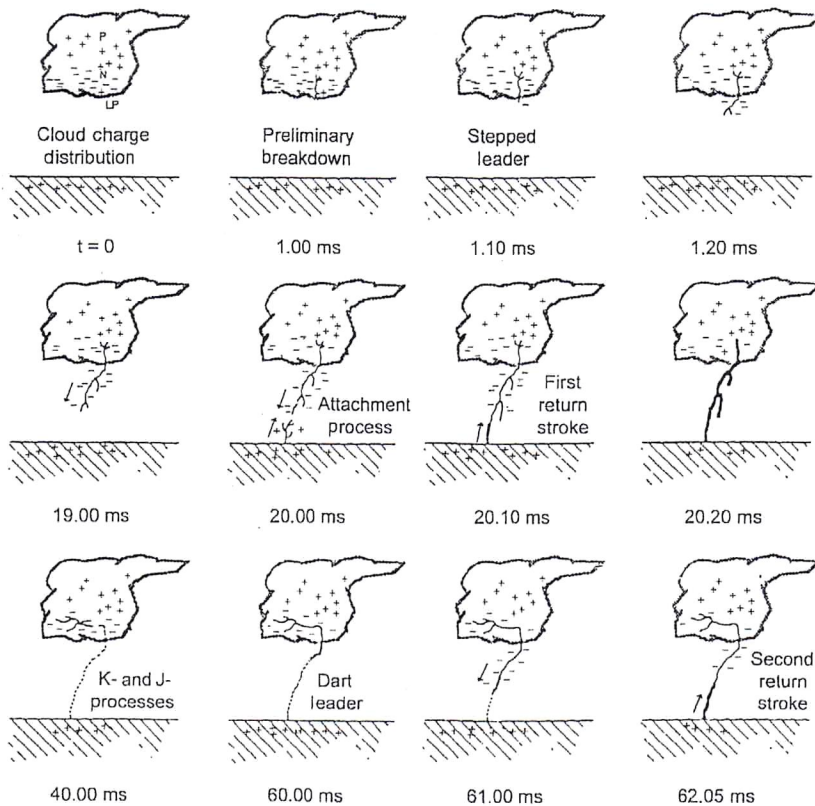 P
N
LP
Cloud charge
distribution
Preliminary
breakdown
Stepped
leader
t = 0
1.00 ms
1.10 ms
1.20 ms
Attachment
process
First
return
stroke
19.00 ms
20.00 ms
20.10 ms
20.20 ms
K- and J-
processes
Dart
leader
Second
return
stroke
40.00 ms
60.00 ms
61.00 ms
62.05 ms